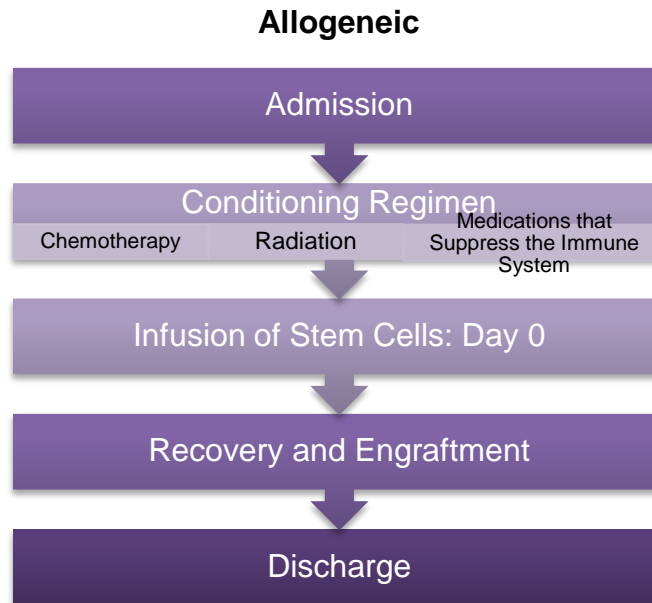 Allogeneic
Admission
Conditioning Regimen
Chemotherapy
Radiation
Medications that
Suppress the Immune
System
Infusion of Stem Cells: Day 0
Recovery and Engraftment
Discharge